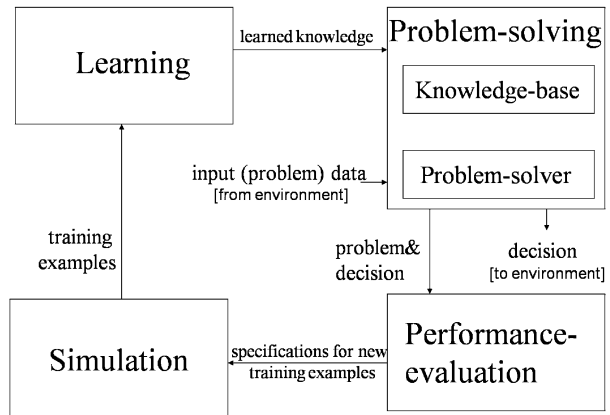 Learning
learned knowledge
Problem-solving
Knowledge-base
Problem-solver
input (problem) data
[from environment]
training
examples
problem&
decision
decision
[to environment]
Simulation
specifications for new
training examples
Performance-
evaluation